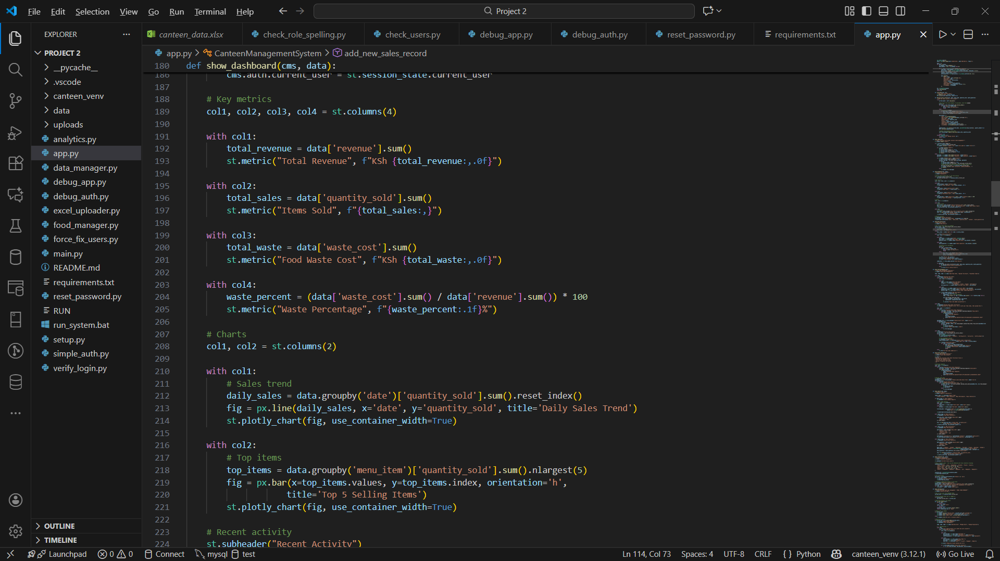 File Edit Selection View Go Run Terminal Help
Project 2
EXPLORER
PROJECT 2
__pycache__
.vscode
canteen_venv
data
uploads
analytics.py
app.py
data_manager.py
debug_app.py
debug_auth.py
excel_uploader.py
food_manager.py
force_fix_users.py
main.py
README.md
requirements.txt
reset_password.py
RUN
run_system.bat
setup.py
simple_auth.py
verify_login.py
OUTLINE
TIMELINE
canteen_data.xlsx check_role_spelling.py check_users.py debug_app.py debug_auth.py reset_password.py requirements.txt app.py
app.py > CanteenManagementSystem > add_new_sales_record
180 def show_dashboard(cms, data):
186 cms.auth.current_user = st.session_state.current_user
187
188 # Key metrics
189 col1, col2, col3, col4 = st.columns(4)
190
191 with col1:
192 total_revenue = data['revenue'].sum()
193 st.metric("Total Revenue", f"KSh {total_revenue:,.0f}")
194
195 with col2:
196 total_sales = data['quantity_sold'].sum()
197 st.metric("Items Sold", f"{total_sales:,}")
198
199 with col3:
200 total_waste = data['waste_cost'].sum()
201 st.metric("Food Waste Cost", f"KSh {total_waste:,.0f}")
202
203 with col4:
204 waste_percent = (data['waste_cost'].sum() / data['revenue'].sum()) * 100
205 st.metric("Waste Percentage", f"{waste_percent:.1f}%")
206
207 # Charts
208 col1, col2 = st.columns(2)
209
210 with col1:
211 # Sales trend
212 daily_sales = data.groupby('date')['quantity_sold'].sum().reset_index()
213 fig = px.line(daily_sales, x='date', y='quantity_sold', title='Daily Sales Trend')
214 st.plotly_chart(fig, use_container_width=True)
215
216 with col2:
217 # Top items
218 top_items = data.groupby('menu_item')['quantity_sold'].sum().nlargest(5)
219 fig = px.bar(x=top_items.values, y=top_items.index, orientation='h',
220 title='Top 5 Selling Items')
221 st.plotly_chart(fig, use_container_width=True)
222
223 # Recent activity
224 st.subheader("Recent Activity")
Launchpad 0 0 Connect mysql test Ln 114, Col 73 Spaces: 4 UTF-8 CRLF { } Python canteen_venv (3.12.1) Go Live